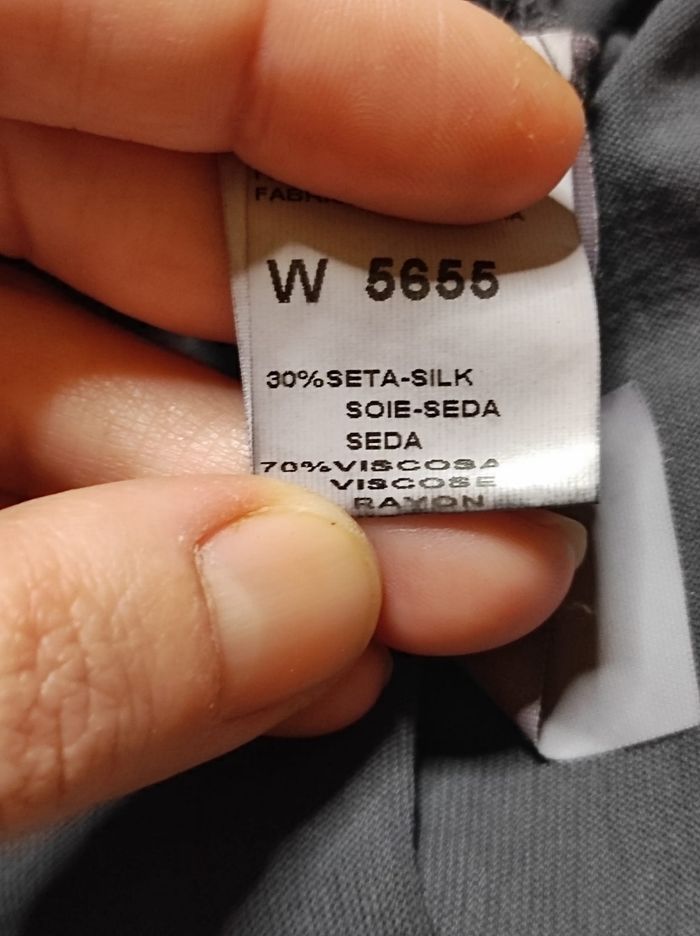 W 5655
30%SETA-SILK
SOIE-SEDA
SEDA
70%VISCOSA
VISCOSE
RAYON